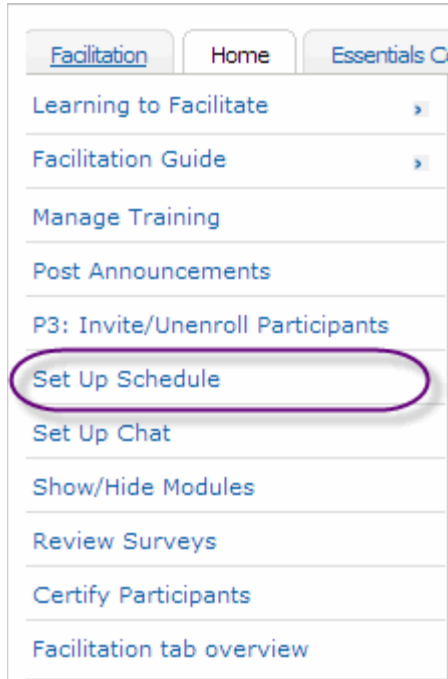 Facilitation Home Essentials
Learning to Facilitate
Facilitation Guide
Manage Training
Post Announcements
P3: Invite/Unenroll Participants
Set Up Schedule
Set Up Chat
Show/Hide Modules
Review Surveys
Certify Participants
Facilitation tab overview